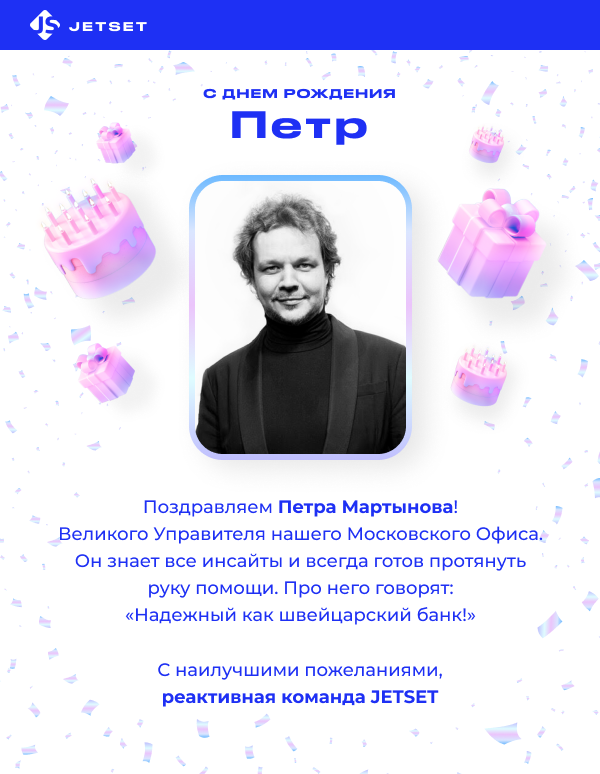 JS JETSET
С ДНЕМ РОЖДЕНИЯ
Петр
Поздравляем Петра Мартынова!
Великого Управителя нашего Московского Офиса.
Он знает все инсайты и всегда готов протянуть
руку помощи. Про него говорят:
«Надежный как швейцарский банк!»
С наилучшими пожеланиями,
реактивная команда JETSET